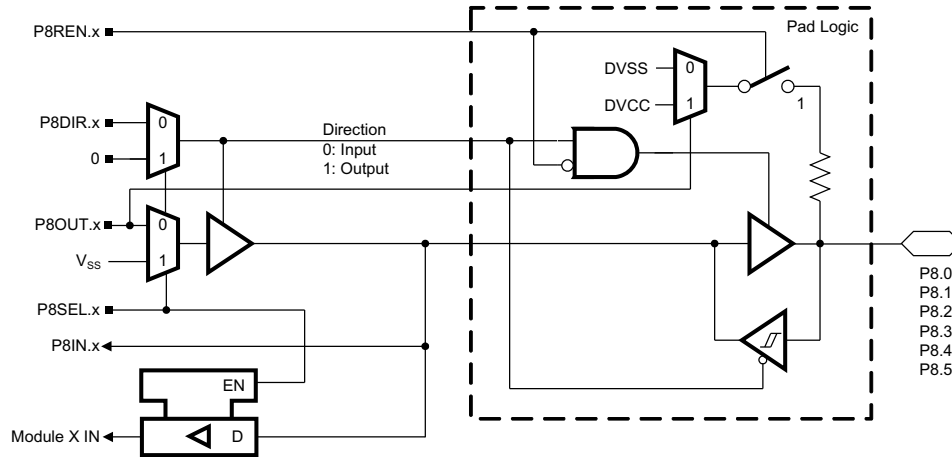 P8REN.x
Pad Logic
DVSS
0
DVCC
1
1
P8DIR.x
0
0
1
Direction
0: Input
1: Output
P8OUT.x
0
VSS
1
P8SEL.x
P8IN.x
EN
D
Module X IN
P8.0
P8.1
P8.2
P8.3
P8.4
P8.5